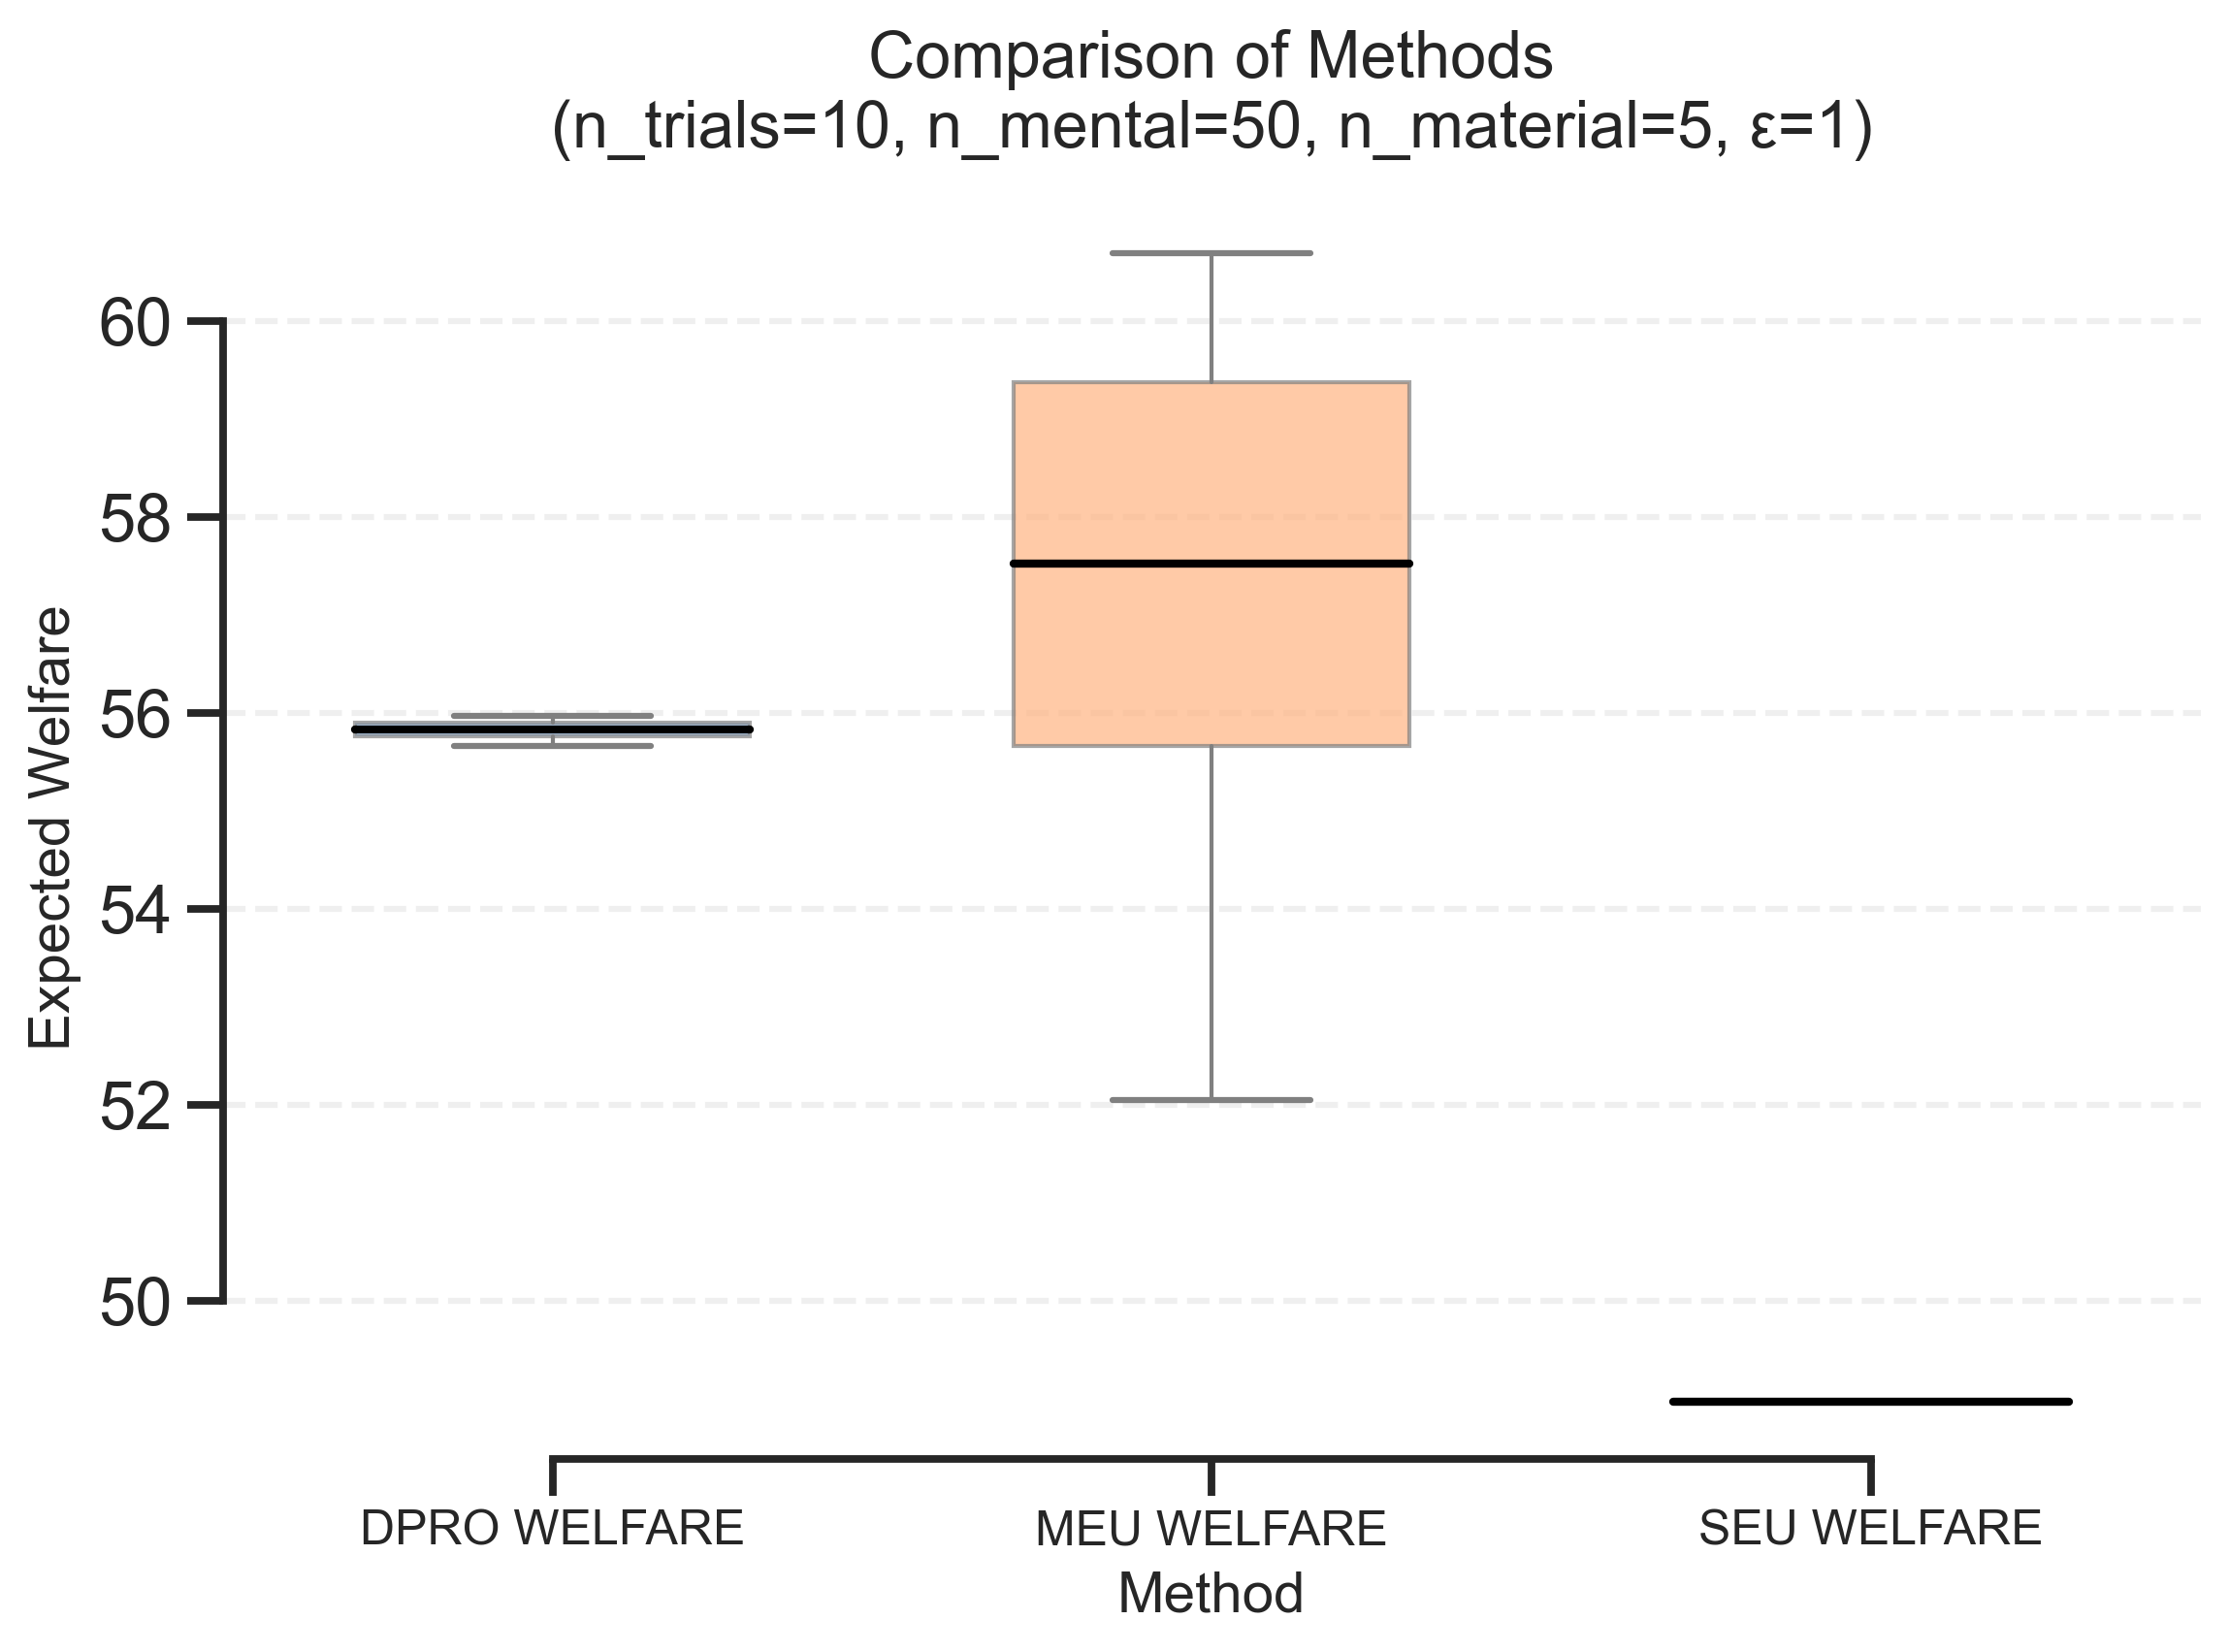 Comparison of Methods
(n_trials=10, n_mental=50, n_material=5, ε=1)
Expected Welfare
60
58
56
54
52
50
DPRO WELFARE
MEU WELFARE
SEU WELFARE
Method